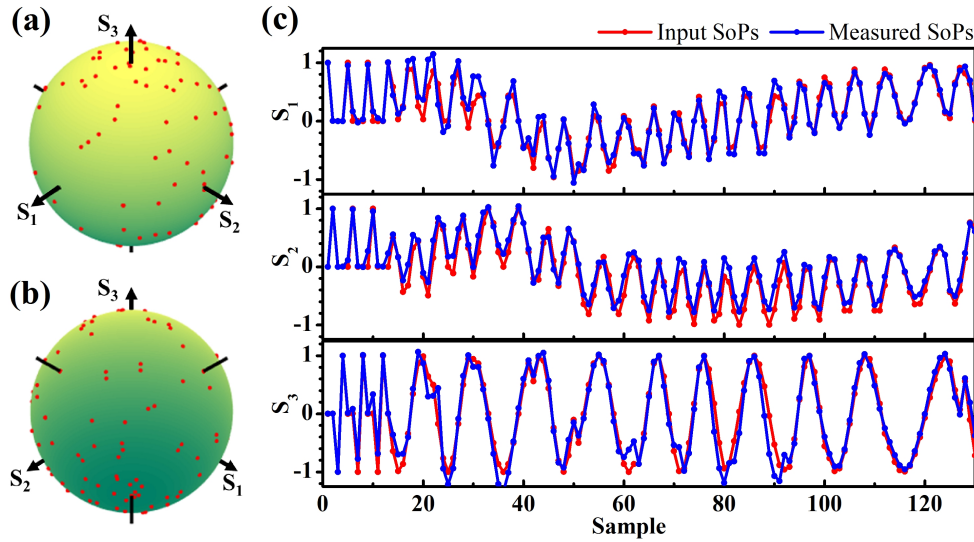 (a)
S3
S1
S2
(b)
S3
S2
S1
(c)
Input SoPs
Measured SoPs
1
0
-1
S1
1
0
-1
S2
1
0
-1
S3
0
20
40
60
80
100
120
Sample